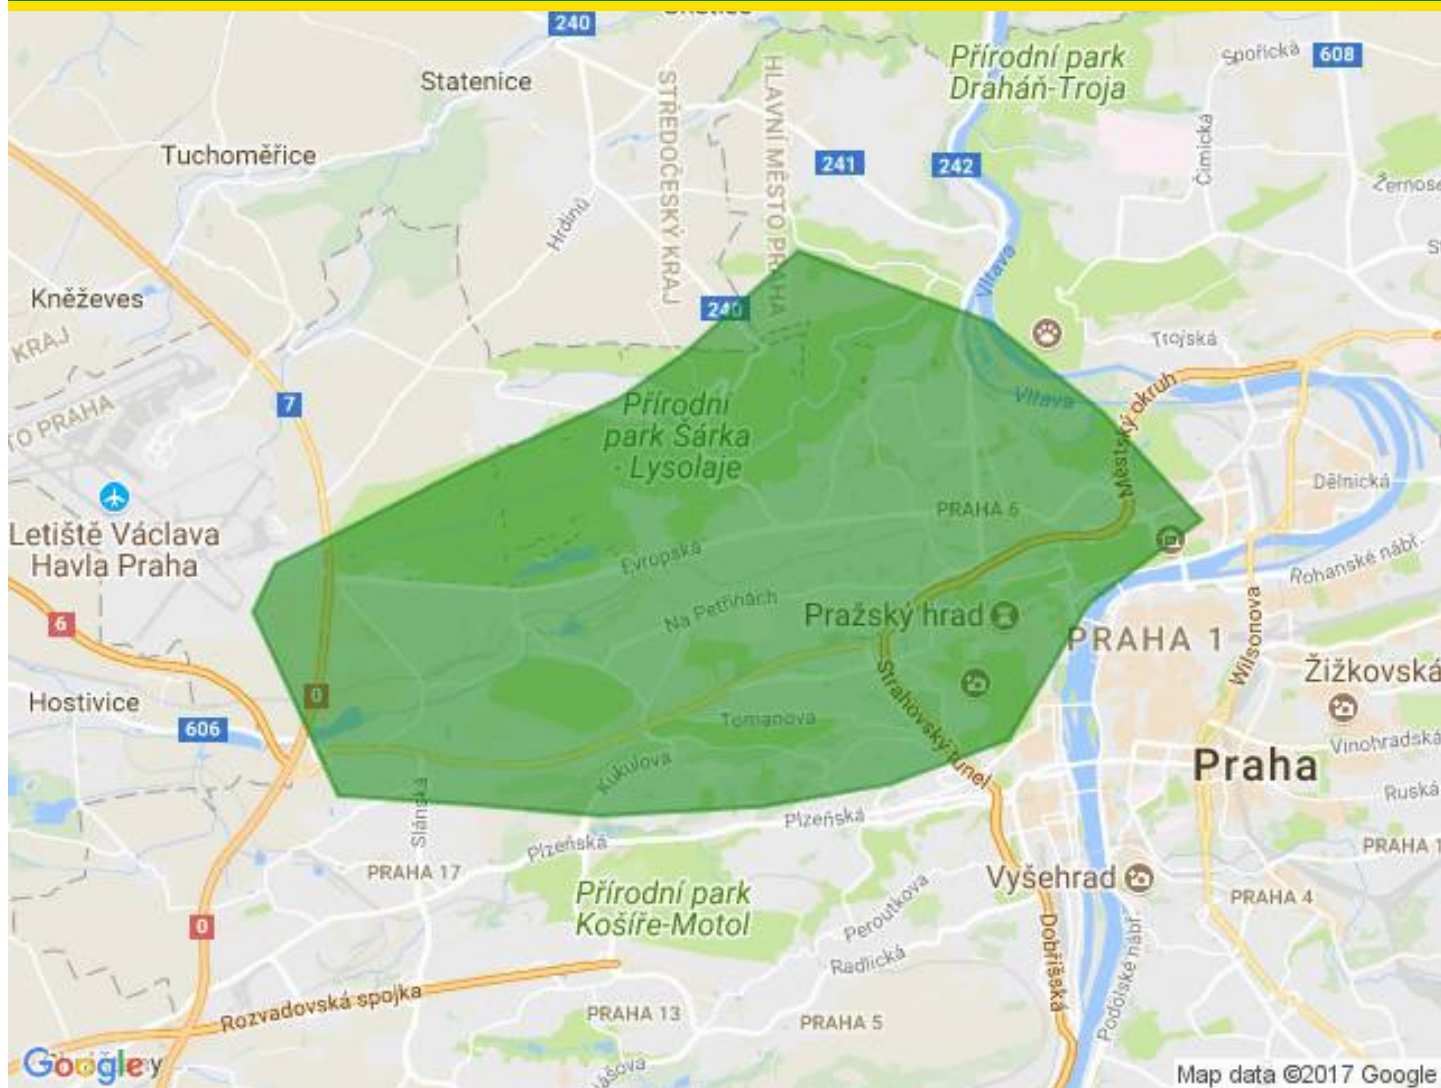 240
Statenice
Tuchoměřice
Kněževes
KRAJ
TO PRAHA
Hrdinů
STŘEDOČESKÝ KRAJ
HLAVNÍ MĚSTO PRAHA
241
242
Přírodní park
Draháň-Troja
Spořická
608
Čimická
Vltava
Trojská
240
7
Přírodní
park Šárka
- Lysolaje
Vltava
Městský okruh
Dělnická
Letiště Václava
Havla Praha
PRAHA 6
Evropská
Rohanské nábř.
6
Na Petřinách
Pražský hrad
PRAHA 1
Wilsonova
Žižkovská
Hostivice
0
606
Tomanova
Strahovský tunel
Vinohradská
Praha
Kukulova
Slánská
Plzeňská
Plzeňská
Ruská
PRAHA 1
PRAHA 17
Přírodní park
Košíře-Motol
Vyšehrad
PRAHA 4
Peroutkova
Radlická
0
Dobříšská
Podolské nábř.
Rozvadovská spojka
PRAHA 13
PRAHA 5
Google
Map data ©2017 Google